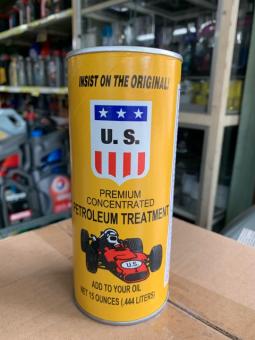 INSIST ON THE ORIGINAL!
U. S.
PREMIUM
CONCENTRATED
PETROLEUM TREATMENT
U.S.
ADD TO YOUR OIL
NET 15 OUNCES (.444 LITERS)